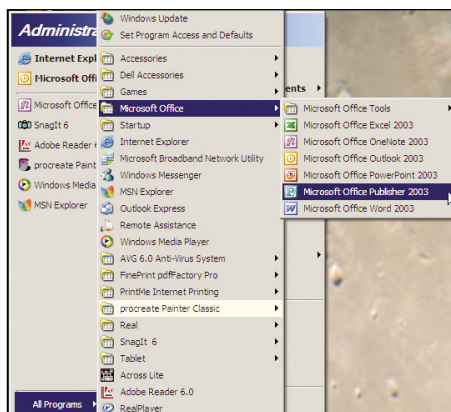 Administra
Internet Expl
Microsoft Offi
Microsoft Office
SnagIt 6
Adobe Reader 6
procreate Paint
Windows Media
MSN Explorer
All Programs
Windows Update
Set Program Access and Defaults
Accessories
Dell Accessories
Games
Microsoft Office
Startup
Internet Explorer
Microsoft Broadband Network Utility
Windows Messenger
MSN Explorer
Outlook Express
Remote Assistance
Windows Media Player
AVG 6.0 Anti-Virus System
FinePrint pdfFactory Pro
PrintMe Internet Printing
procreate Painter Classic
Real
SnagIt 6
Tablet
Across Lite
Adobe Reader 6.0
RealPlayer
ents
Microsoft Office Tools
Microsoft Office Excel 2003
Microsoft Office OneNote 2003
Microsoft Office Outlook 2003
Microsoft Office PowerPoint 2003
Microsoft Office Publisher 2003
Microsoft Office Word 2003